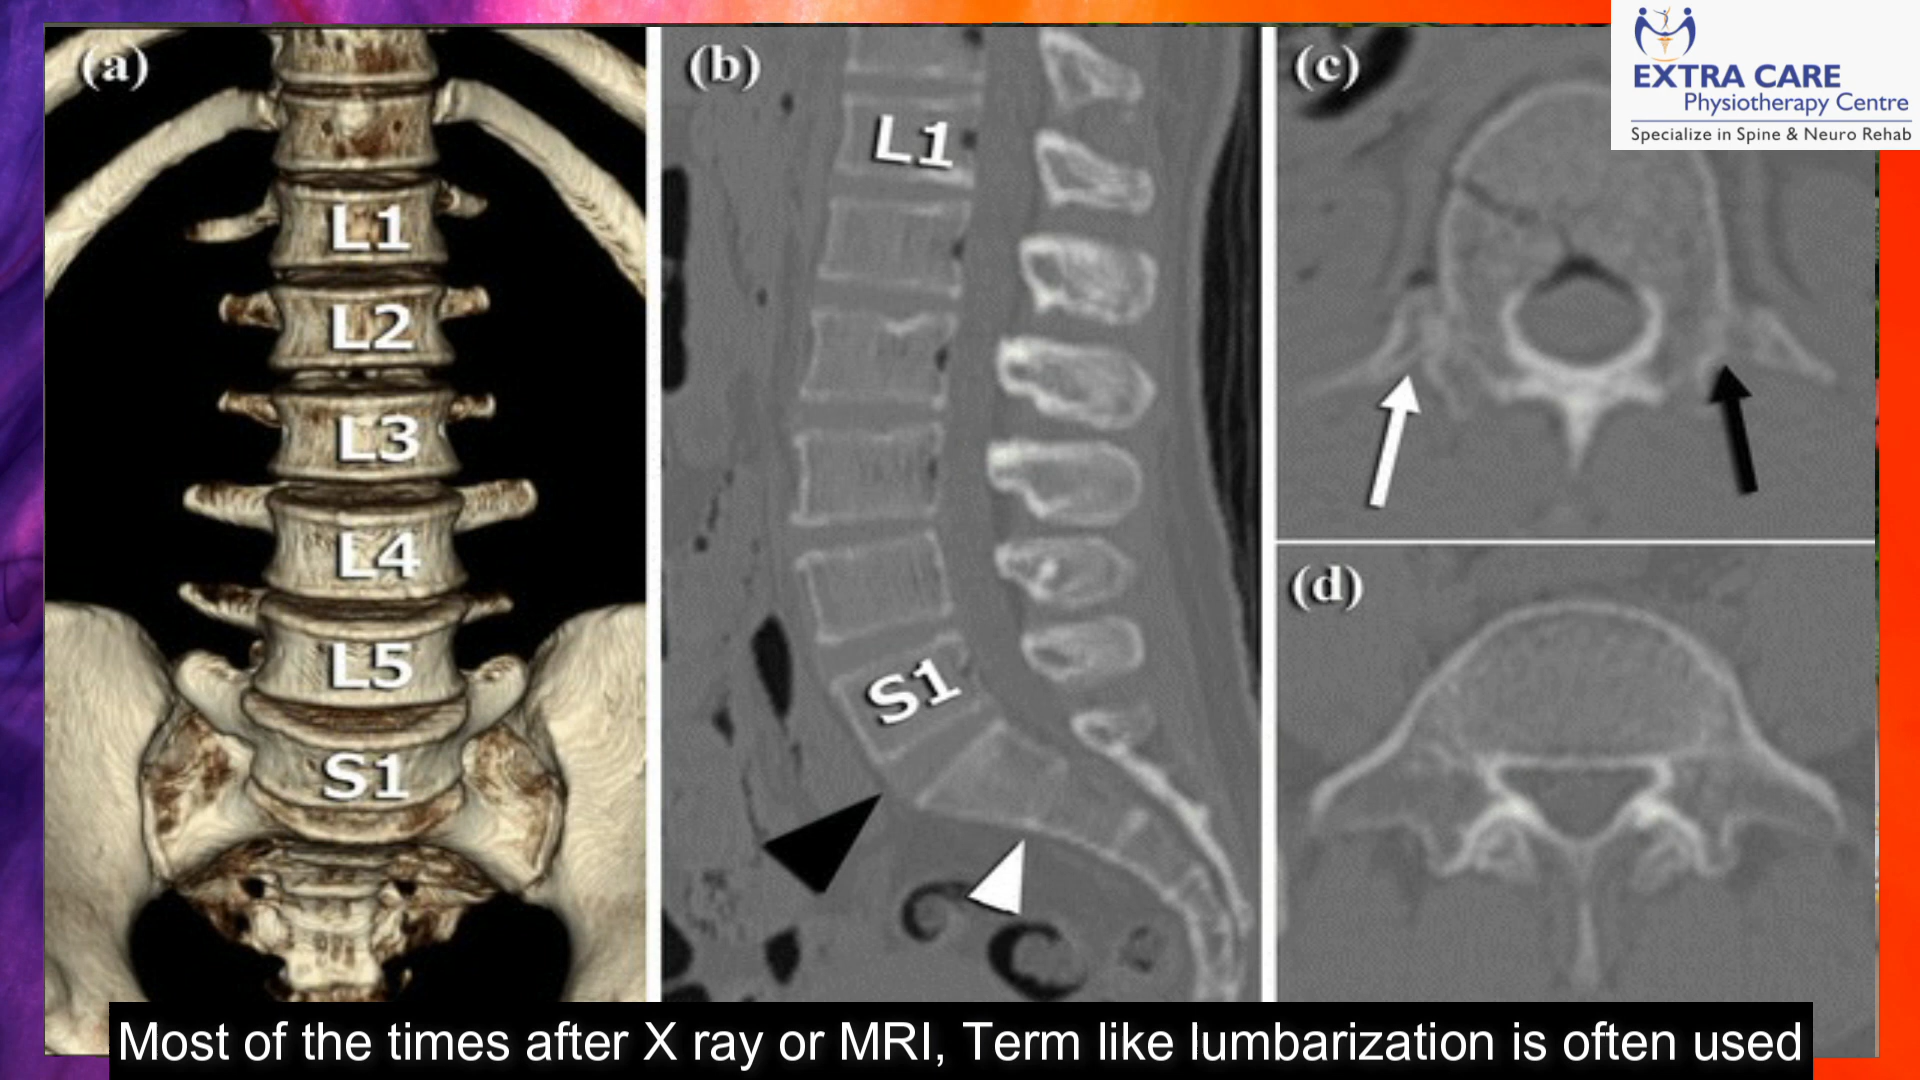 (a)
L1
L2
L3
L4
L5
S1
(b)
L1
S1
(c)
(d)
EXTRA CARE
Physiotherapy Centre
Specialize in Spine & Neuro Rehab
Most of the times after X ray or MRI, Term like lumbarization is often used